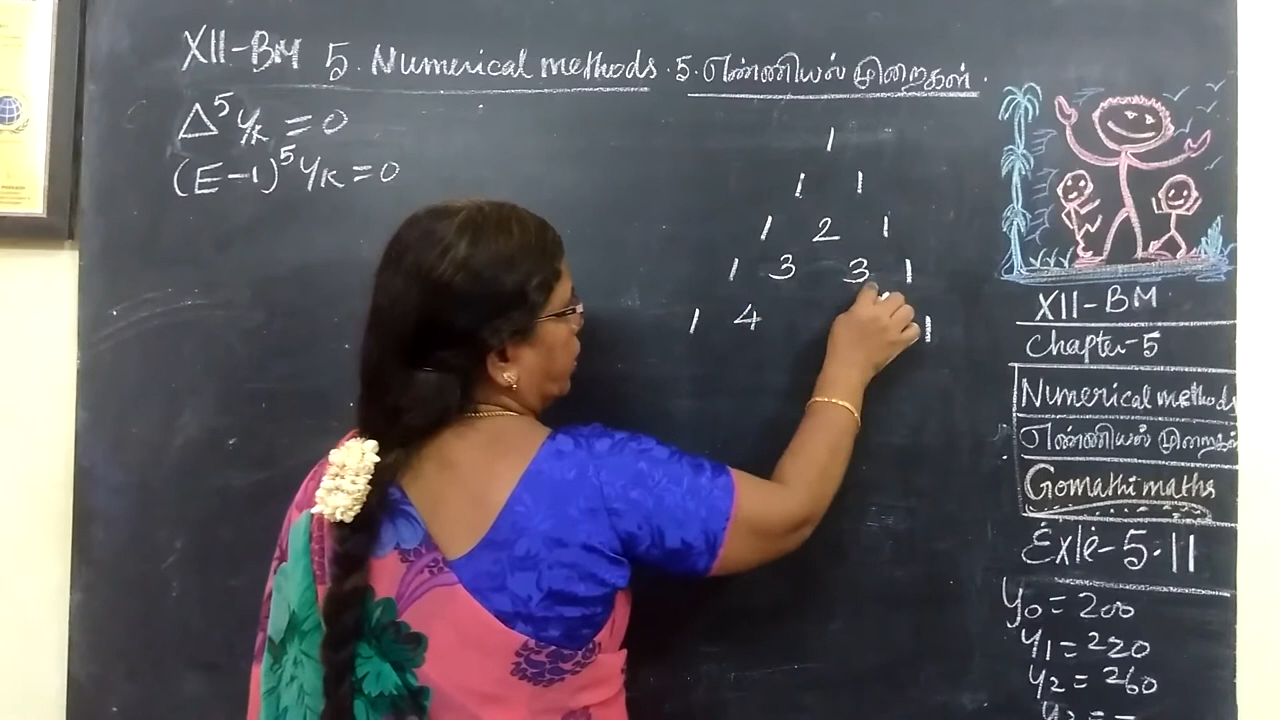 XII-BM 5. Numerical methods. 5. எண்ணியல் முறைகள்.
Δ⁵yₖ = 0
(E-1)⁵yₖ = 0
1
1 1
1 2 1
1 3 3 1
1 4 1
XII-BM
Chapter-5
Numerical methods
எண்ணியல் முறைகள்
Gomathi maths
Exle-5.11
y₀ = 200
y₁ = 220
y₂ = 260